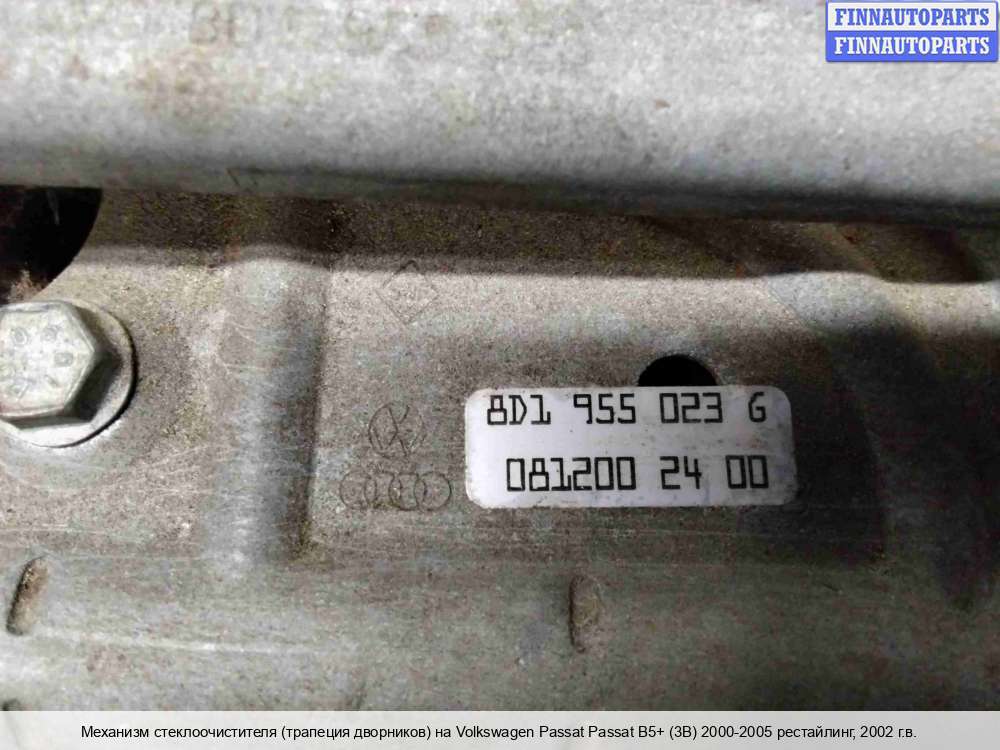 FINNAUTOPARTS
FINNAUTOPARTS
8D1 955 023 G
081200 24 00
Механизм стеклоочистителя (трапеция дворников) на Volkswagen Passat Passat B5+ (3B) 2000-2005 рестайлинг, 2002 г.в.